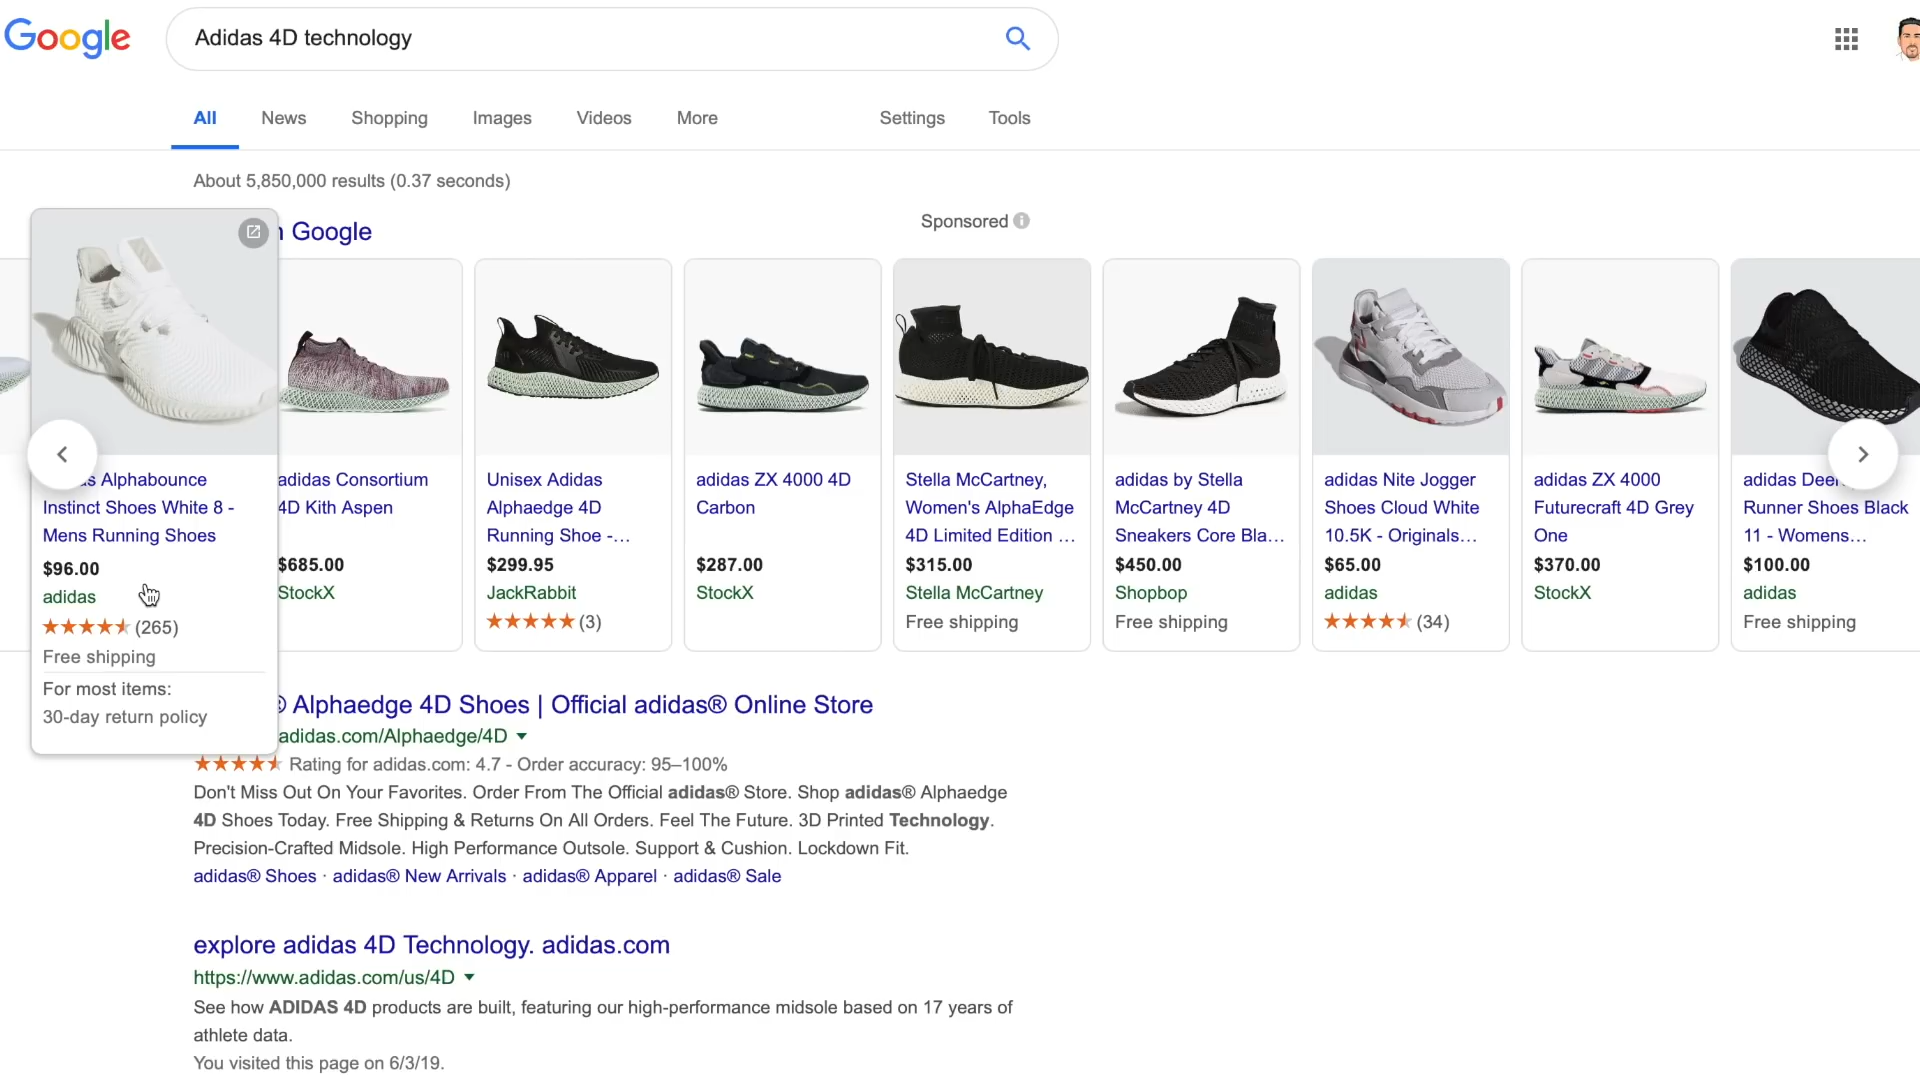 Google
Adidas 4D technology
All News Shopping Images Videos More Settings Tools
About 5,850,000 results (0.37 seconds)
Google
Sponsored
Alphabounce
Instinct Shoes White 8 -
Mens Running Shoes
$96.00
adidas
(265)
Free shipping
For most items:
30-day return policy
adidas Consortium
4D Kith Aspen
$685.00
StockX
Unisex Adidas
Alphaedge 4D
Running Shoe -...
$299.95
JackRabbit
(3)
adidas ZX 4000 4D
Carbon
$287.00
StockX
Stella McCartney,
Women's AlphaEdge
4D Limited Edition ...
$315.00
Stella McCartney
Free shipping
adidas by Stella
McCartney 4D
Sneakers Core Bla...
$450.00
Shopbop
Free shipping
adidas Nite Jogger
Shoes Cloud White
10.5K - Originals...
$65.00
adidas
(34)
adidas ZX 4000
Futurecraft 4D Grey
One
$370.00
StockX
adidas
Runner Shoes Black
11 - Womens...
$100.00
adidas
Free shipping
Alphaedge 4D Shoes | Official adidas® Online Store
adidas.com/Alphaedge/4D
Rating for adidas.com: 4.7 - Order accuracy: 95–100%
Don't Miss Out On Your Favorites. Order From The Official adidas® Store. Shop adidas® Alphaedge
4D Shoes Today. Free Shipping & Returns On All Orders. Feel The Future. 3D Printed Technology.
Precision-Crafted Midsole. High Performance Outsole. Support & Cushion. Lockdown Fit.
adidas® Shoes · adidas® New Arrivals · adidas® Apparel · adidas® Sale
explore adidas 4D Technology. adidas.com
https://www.adidas.com/us/4D
See how ADIDAS 4D products are built, featuring our high-performance midsole based on 17 years of
athlete data.
You visited this page on 6/3/19.